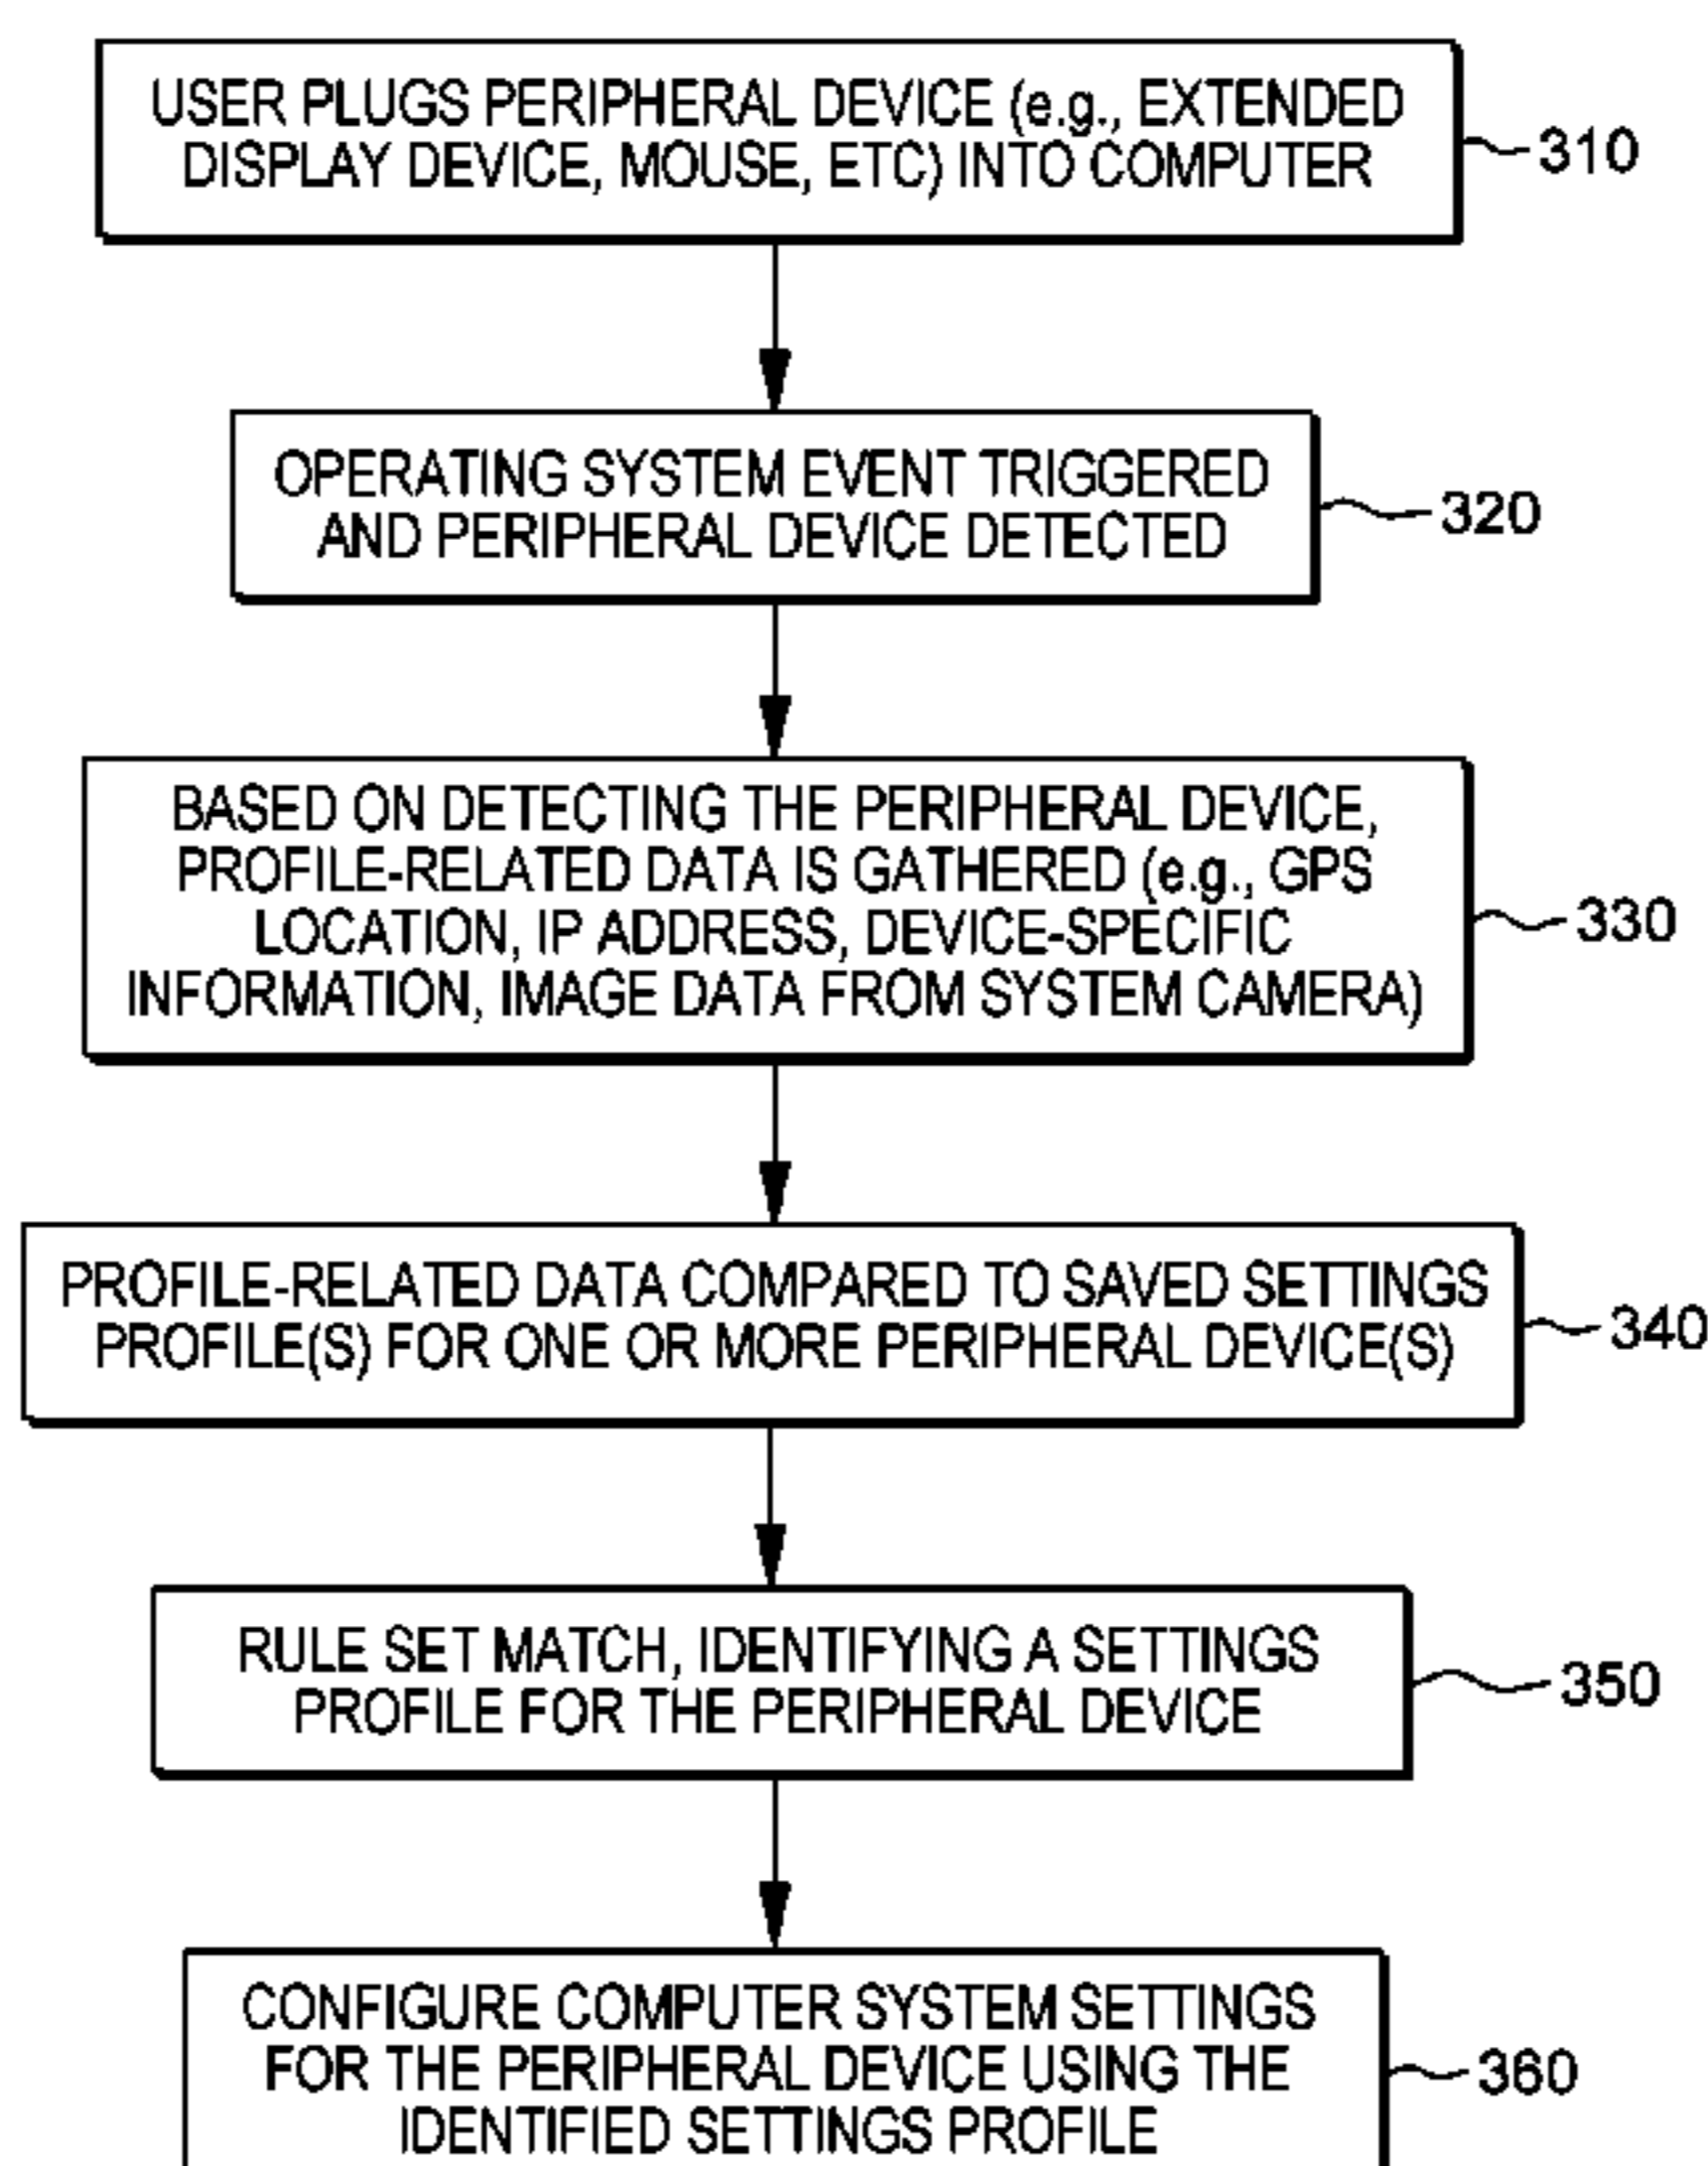 USER PLUGS PERIPHERAL DEVICE (e.g., EXTENDED
DISPLAY DEVICE, MOUSE, ETC) INTO COMPUTER
310
OPERATING SYSTEM EVENT TRIGGERED
AND PERIPHERAL DEVICE DETECTED
320
BASED ON DETECTING THE PERIPHERAL DEVICE,
PROFILE-RELATED DATA IS GATHERED (e.g., GPS
LOCATION, IP ADDRESS, DEVICE-SPECIFIC
INFORMATION, IMAGE DATA FROM SYSTEM CAMERA)
330
PROFILE-RELATED DATA COMPARED TO SAVED SETTINGS
PROFILE(S) FOR ONE OR MORE PERIPHERAL DEVICE(S)
340
RULE SET MATCH, IDENTIFYING A SETTINGS
PROFILE FOR THE PERIPHERAL DEVICE
350
CONFIGURE COMPUTER SYSTEM SETTINGS
FOR THE PERIPHERAL DEVICE USING THE
IDENTIFIED SETTINGS PROFILE
360